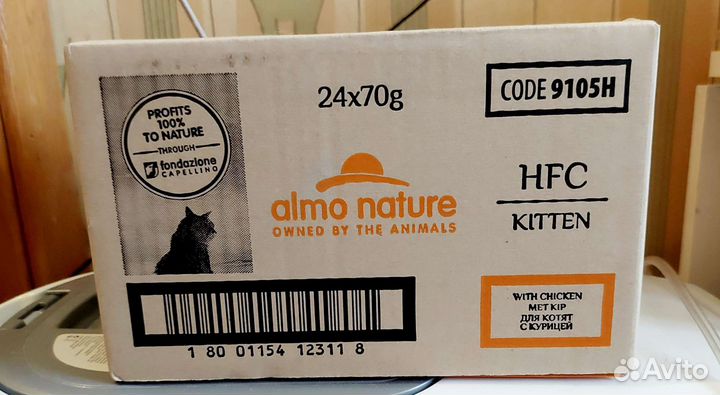 PROFITS
100%
TO NATURE
THROUGH
fondazione
CAPELLINO
24x70g
CODE 9105H
almo nature
OWNED BY THE ANIMALS
HFC
KITTEN
1 80 01154 12311 8
WITH CHICKEN
MET KIP
ДЛЯ КОТЯТ
С КУРИЦЕЙ
Avito